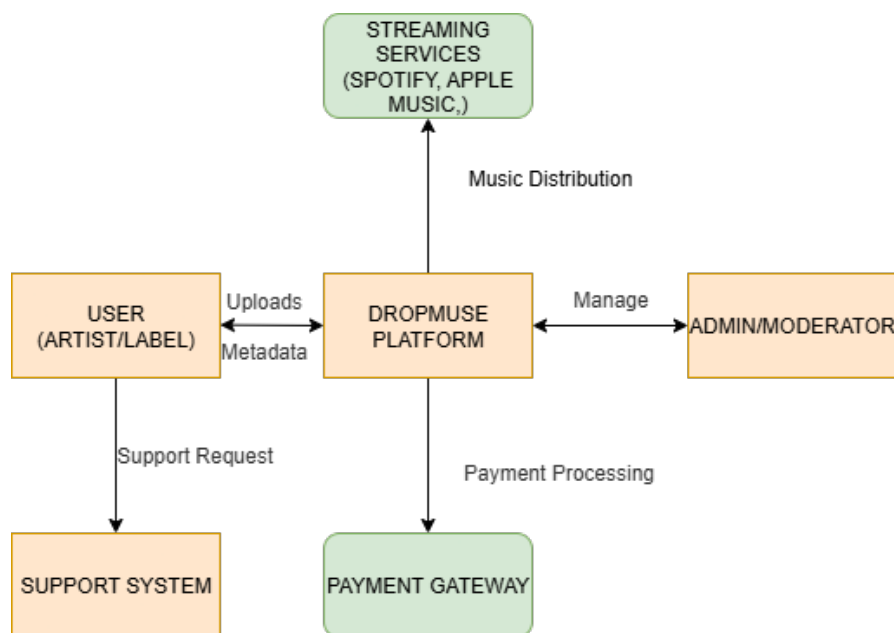 STREAMING
SERVICES
(SPOTIFY, APPLE
MUSIC,)
Music Distribution
USER
(ARTIST/LABEL)
Uploads
Metadata
DROPMUSE
PLATFORM
Manage
ADMIN/MODERATOR
Support Request
Payment Processing
SUPPORT SYSTEM
PAYMENT GATEWAY